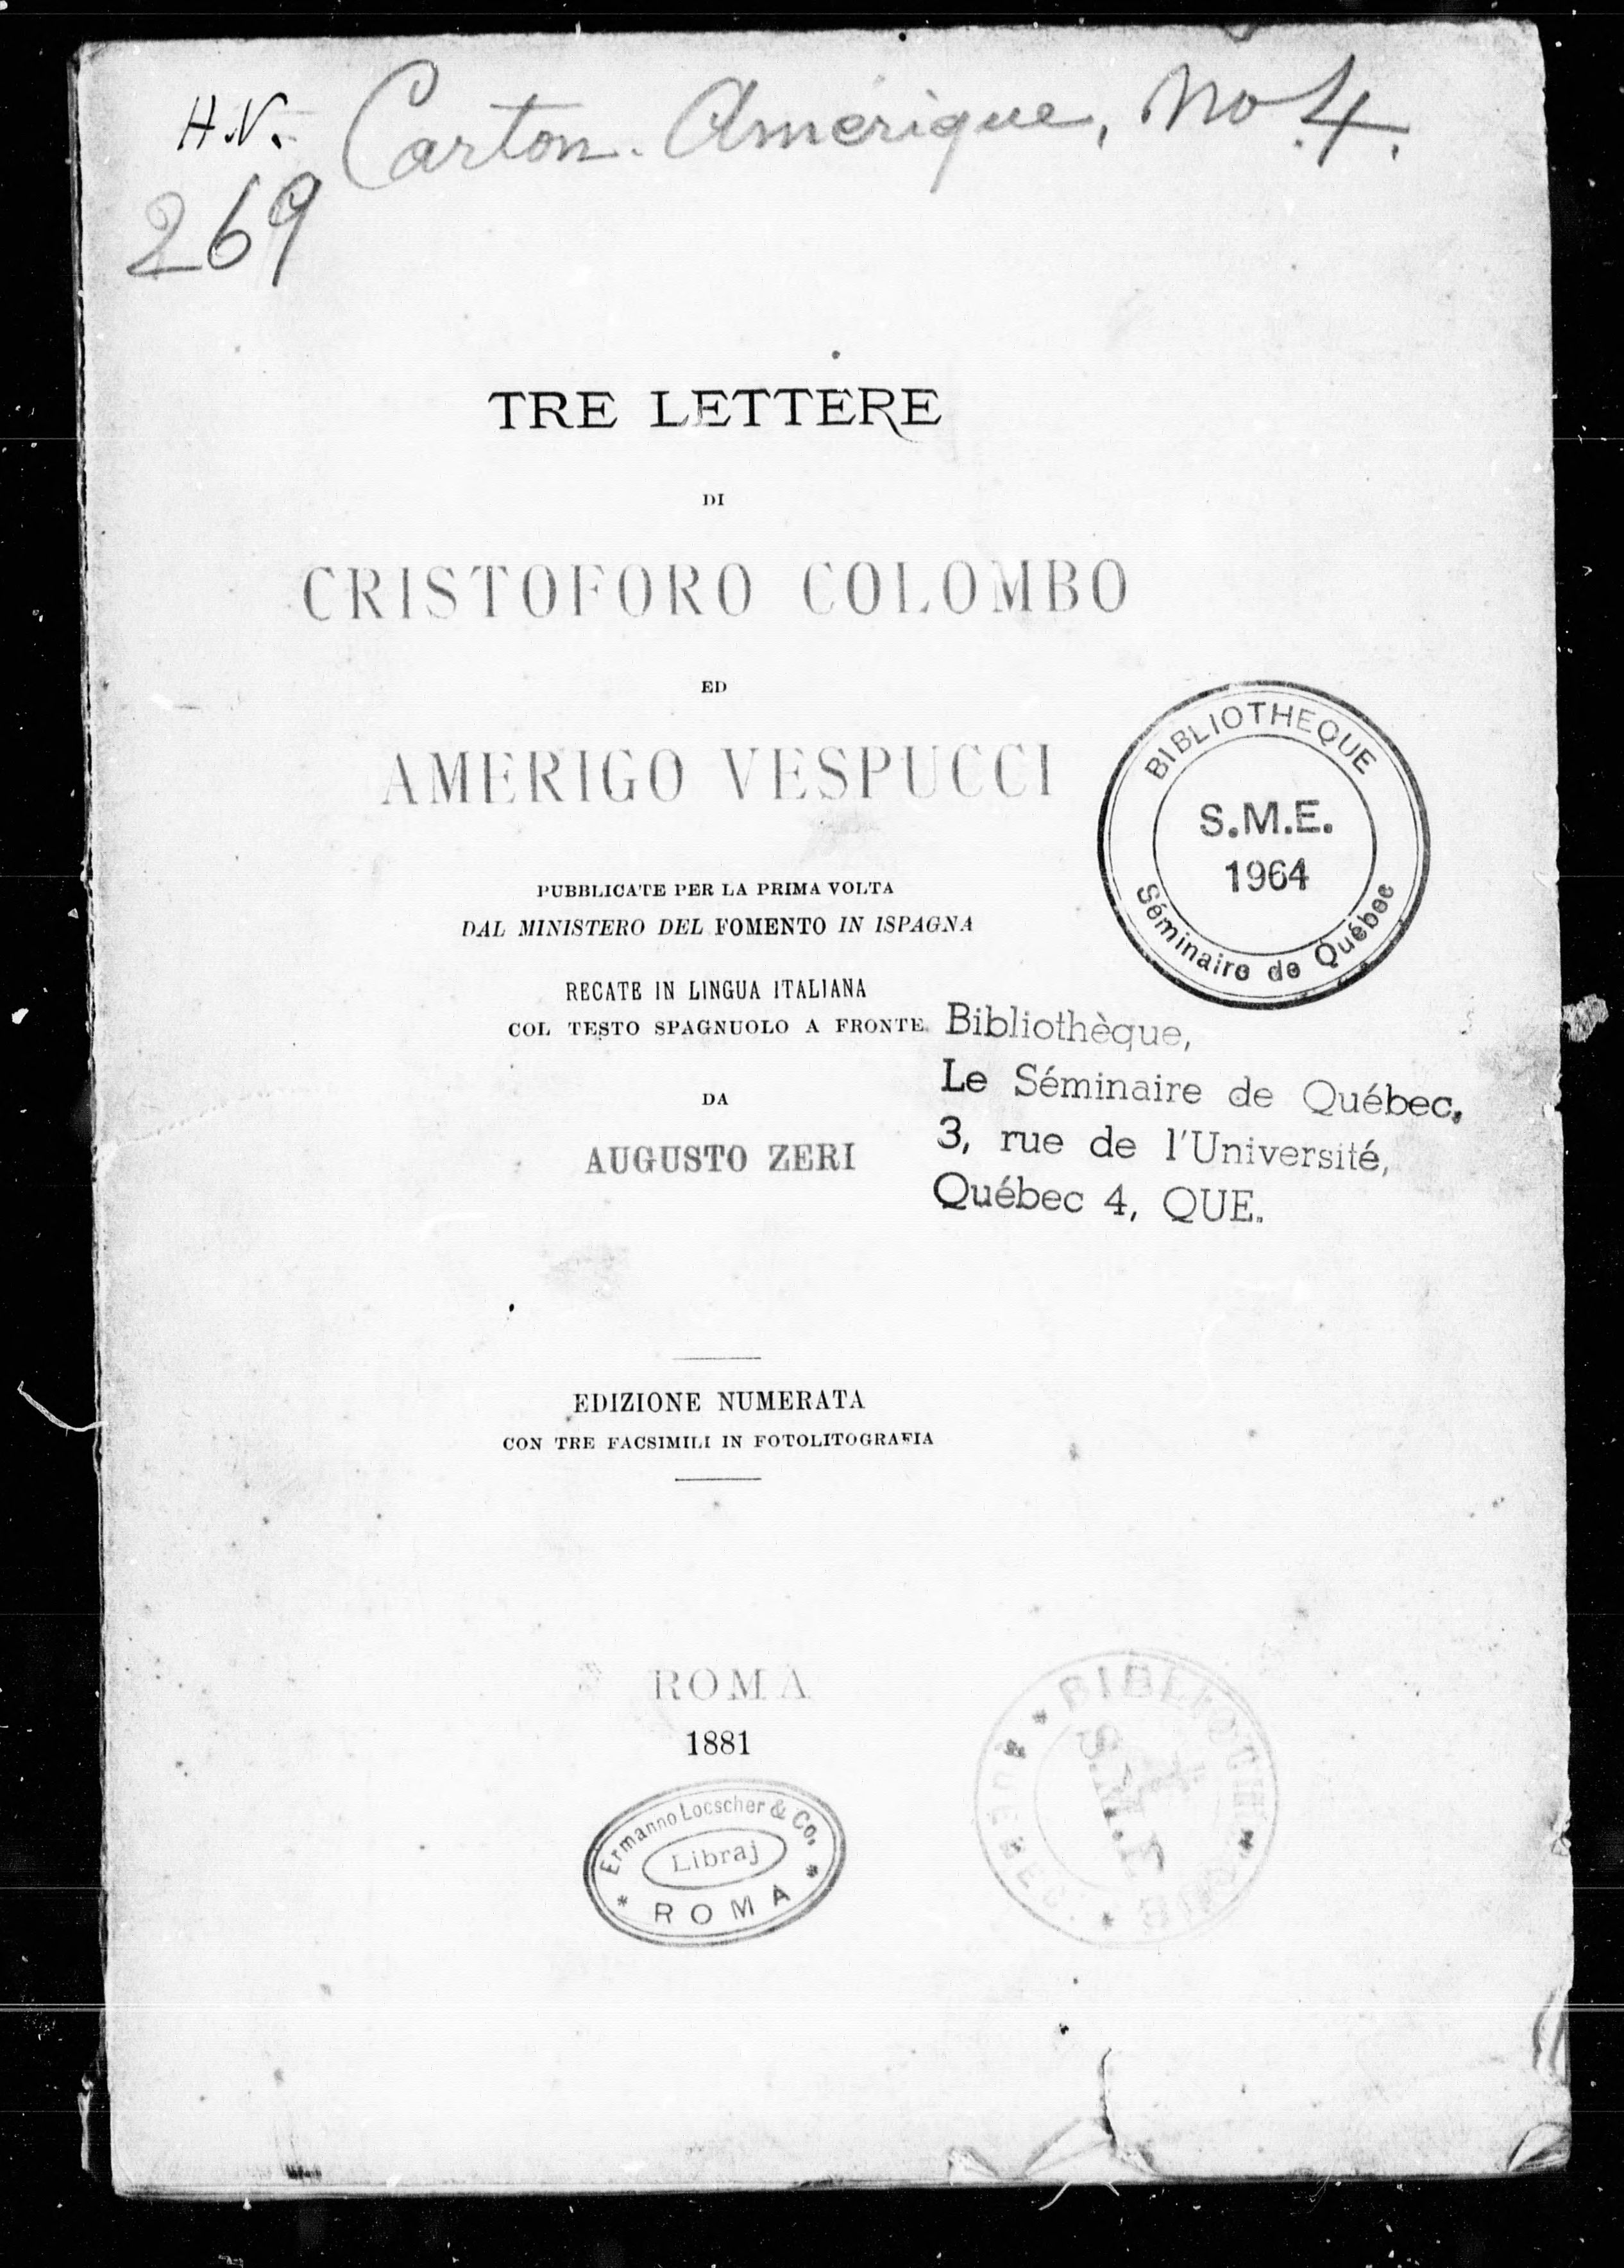 H.N. Carton. Amérique, No 4.
269
TRE LETTERE
DI
CRISTOFORO COLOMBO
ED
AMERIGO VESPUCCI
PUBBLICATE PER LA PRIMA VOLTA
DAL MINISTERO DEL FOMENTO IN ISPAGNA
RECATE IN LINGUA ITALIANA
COL TESTO SPAGNUOLO A FRONTE
DA
AUGUSTO ZERI
BIBLIOTHEQUE
S.M.E.
1964
Séminaire de Québec
Bibliothèque,
Le Séminaire de Québec,
3, rue de l'Université,
Québec 4, QUE.
EDIZIONE NUMERATA
CON TRE FACSIMILI IN FOTOLITOGRAFIA
ROMA
1881
Ermanno Loescher & Co.
Libraj
ROMA
S.M.E.